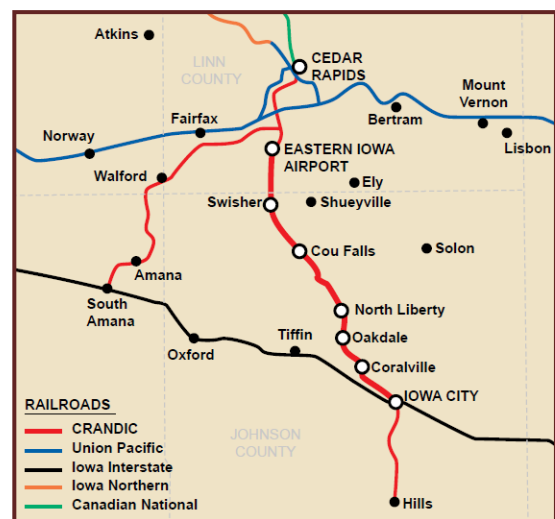 Atkins
LINN
COUNTY
CEDAR
RAPIDS
Mount
Vernon
Bertram
Fairfax
Norway
Lisbon
EASTERN IOWA
AIRPORT
Walford
Ely
Swisher
Shueyville
Cou Falls
Solon
Amana
South
Amana
North Liberty
Tiffin
Oakdale
Oxford
Coralville
IOWA CITY
RAILROADS
CRANDIC
Union Pacific
Iowa Interstate
Iowa Northern
Canadian National
JOHNSON
COUNTY
Hills